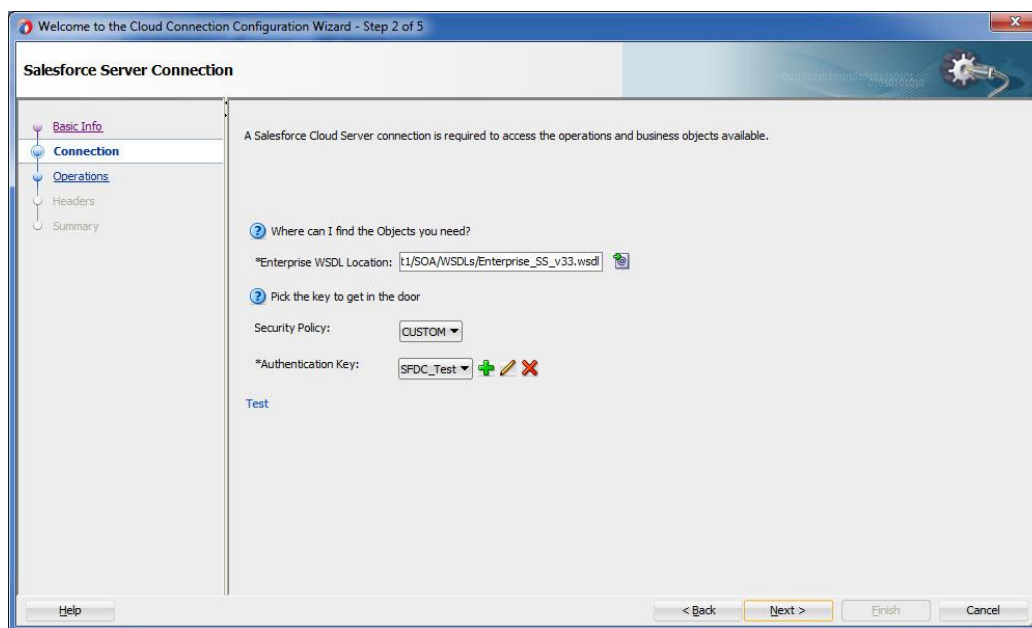 Welcome to the Cloud Connection Configuration Wizard - Step 2 of 5
X
Salesforce Server Connection
Basic Info
Connection
Operations
Headers
Summary
A Salesforce Cloud Server connection is required to access the operations and business objects available.
? Where can I find the Objects you need?
*Enterprise WSDL Location: t1/SOA/WSDLs/Enterprise_SS_v33.wsdl
? Pick the key to get in the door
Security Policy: CUSTOM
*Authentication Key: SFDC_Test
Test
Help < Back Next > Finish Cancel